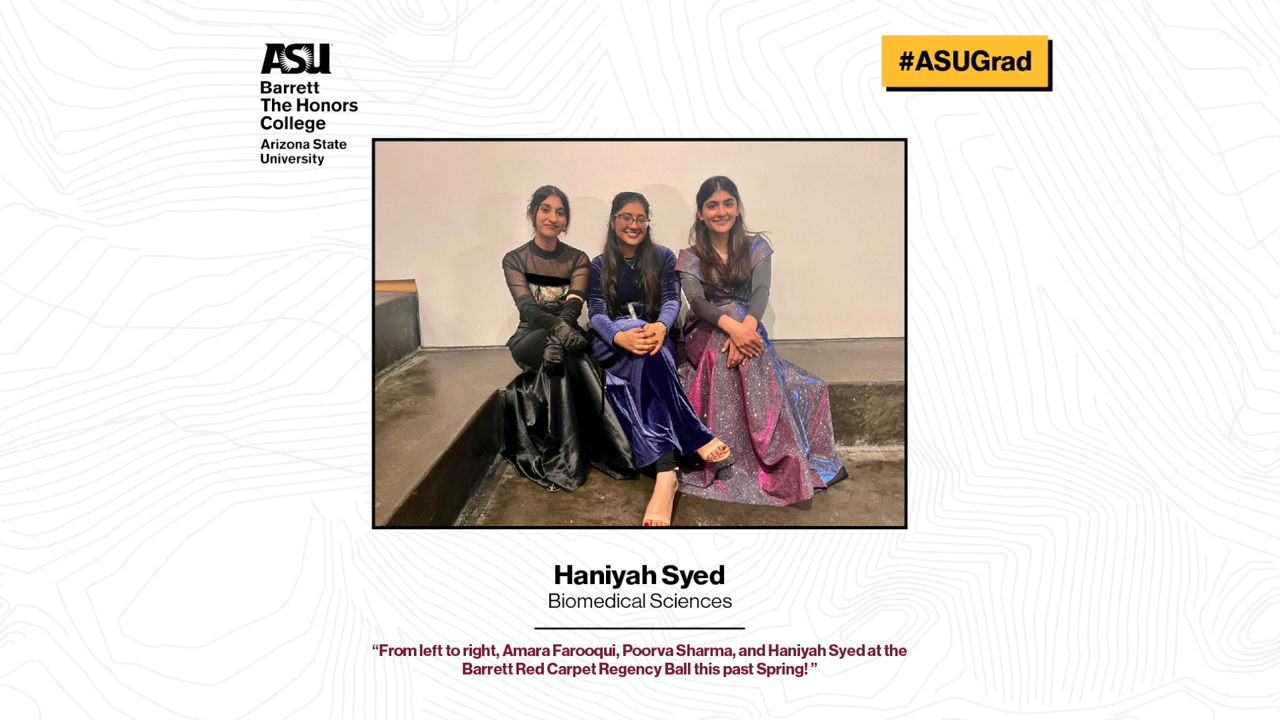 ASU
Barrett
The Honors
College
Arizona State
University
#ASUGrad
Haniyah Syed
Biomedical Sciences
“From left to right, Amara Farooqui, Poorva Sharma, and Haniyah Syed at the
Barrett Red Carpet Regency Ball this past Spring! ”